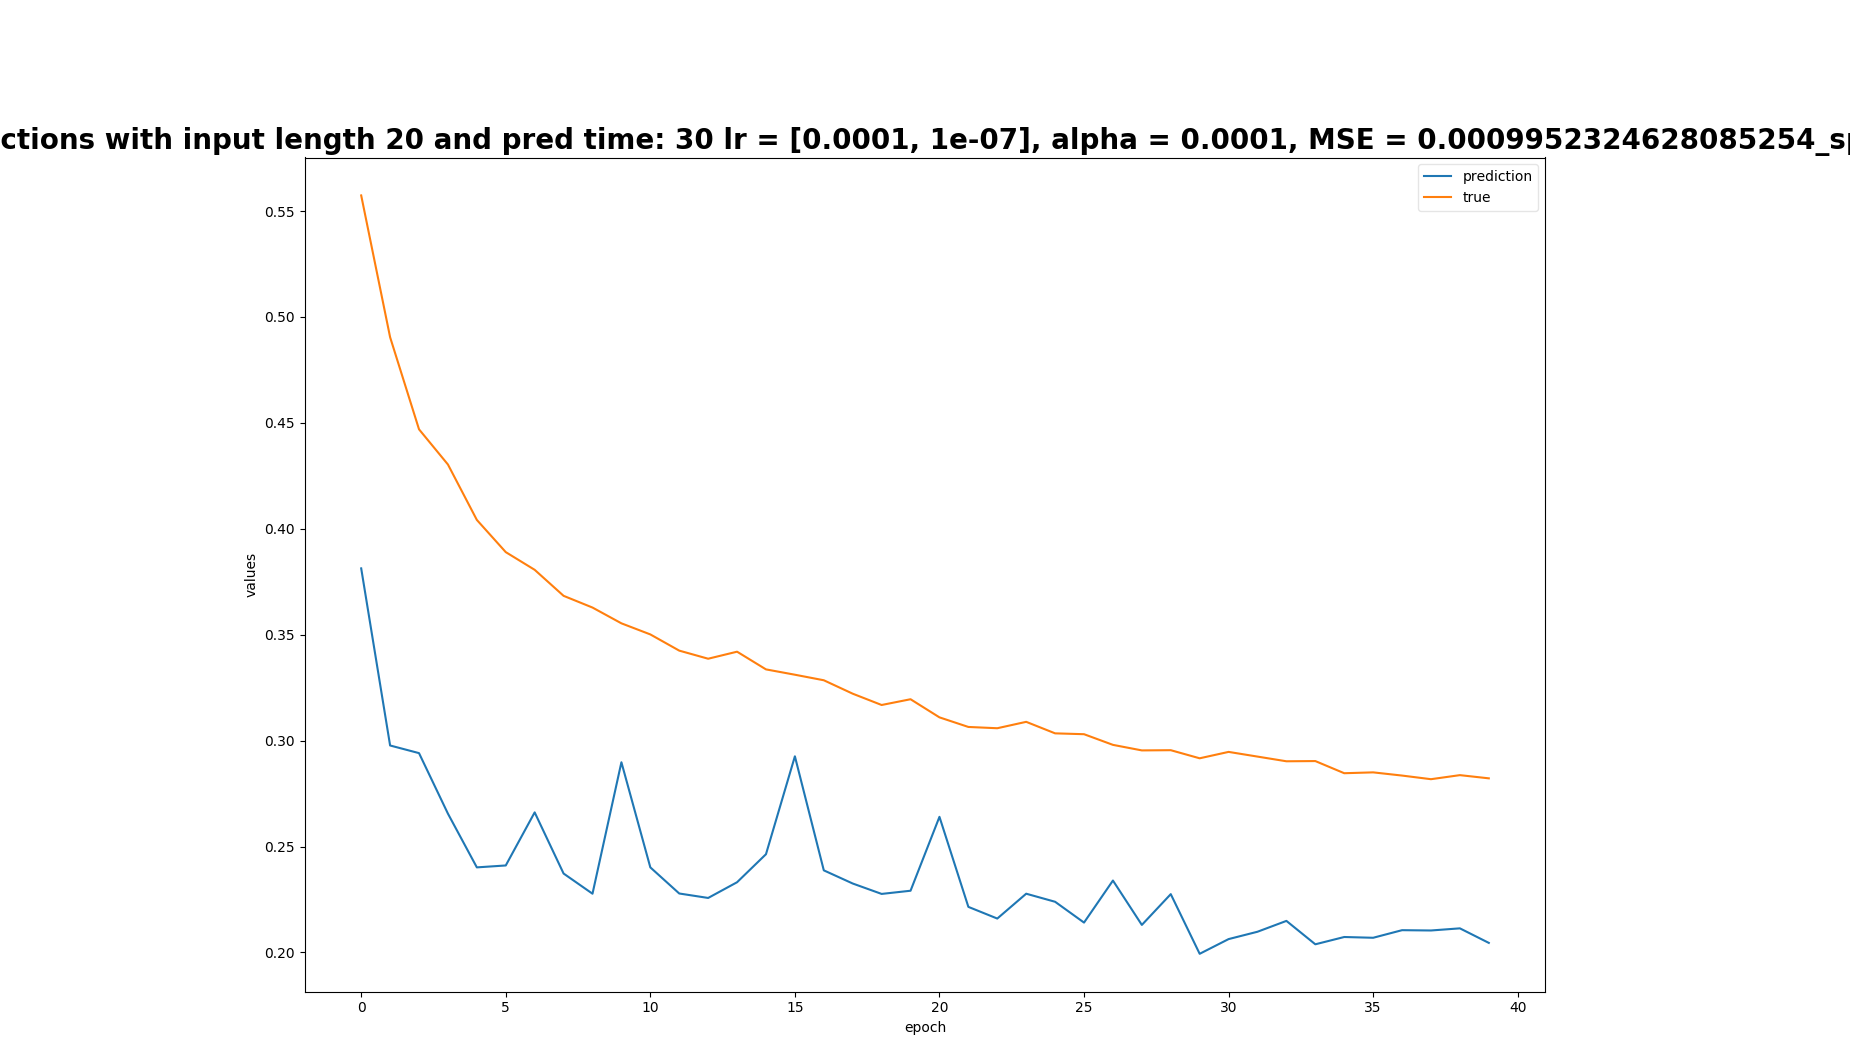 ctions with input length 20 and pred time: 30 lr = [0.0001, 1e-07], alpha = 0.0001, MSE = 0.0009952324628085254_sp
prediction
true
0.55
0.50
0.45
0.40
0.35
0.30
0.25
0.20
values
0 5 10 15 20 25 30 35 40
epoch